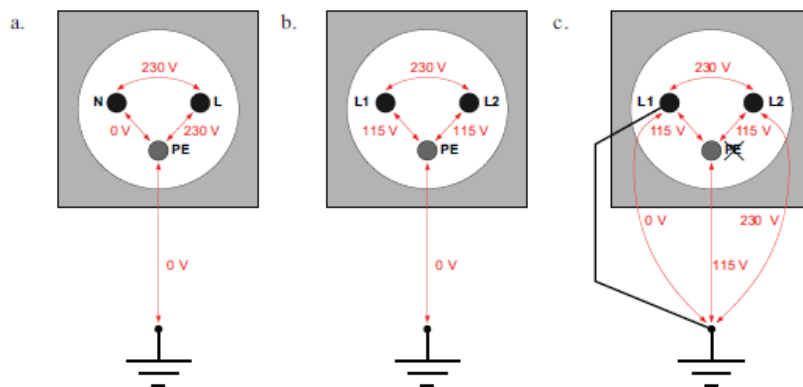 a.
230 V
N
L
0 V
230 V
PE
0 V
b.
230 V
L1
L2
115 V
115 V
PE
0 V
c.
230 V
L1
L2
115 V
115 V
PE
0 V
230 V
115 V